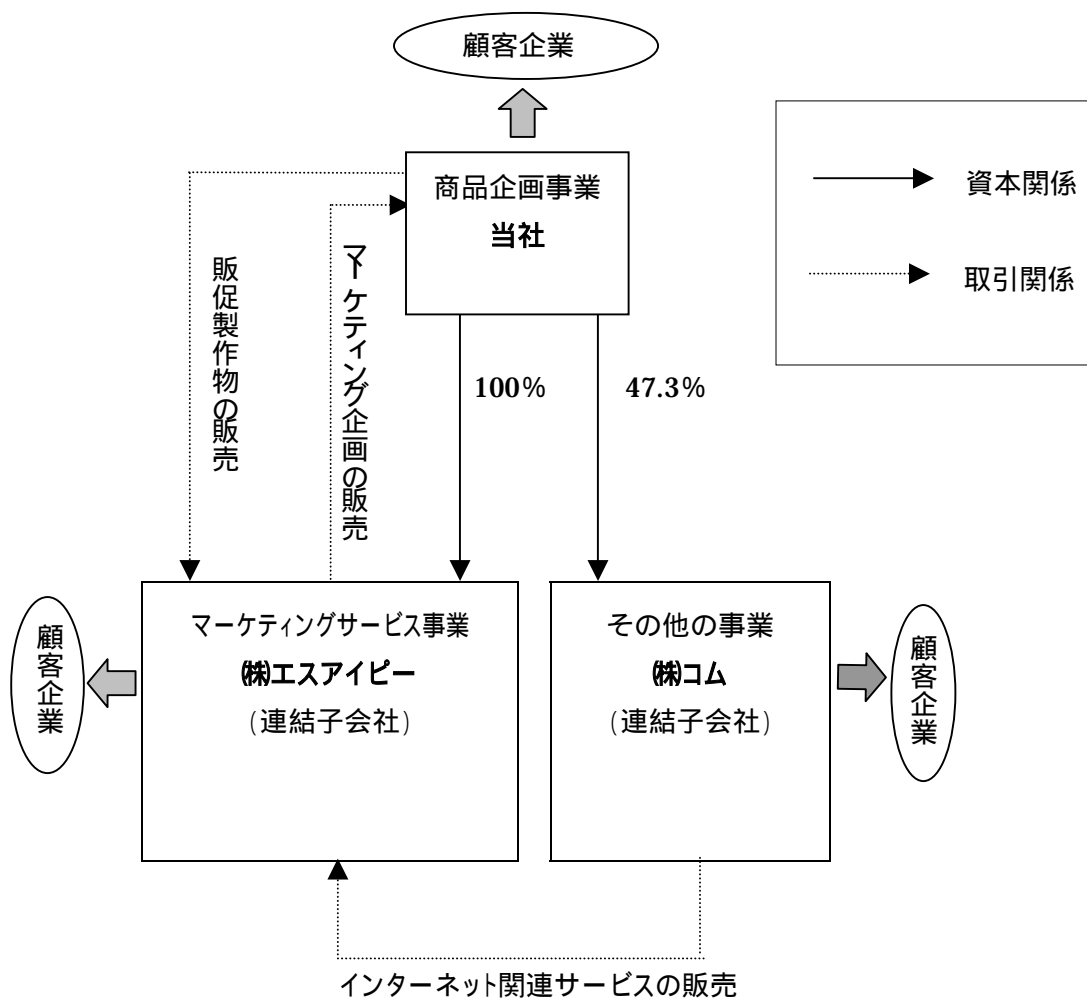 顧客企業
商品企画事業
当社
資本関係
取引関係
販促製作物の販売
マーケティング企画の販売
100%
47.3%
顧客企業
マーケティングサービス事業
㈱エスアイピー
(連結子会社)
その他の事業
㈱コム
(連結子会社)
顧客企業
インターネット関連サービスの販売